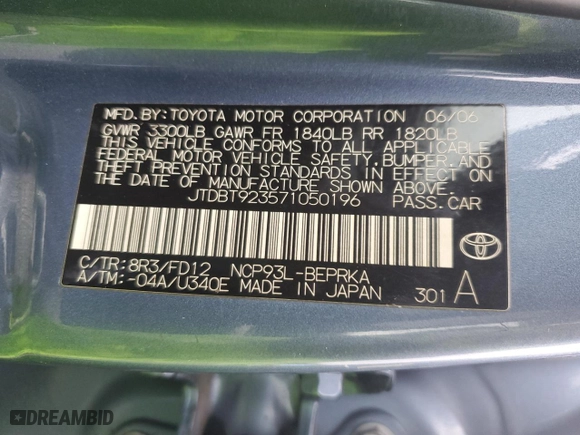 MFD. BY: TOYOTA MOTOR CORPORATION 06/06
GVWR 3300LB GAWR FR 1840LB RR 1820LB
THIS VEHICLE CONFORMS TO ALL APPLICABLE
FEDERAL MOTOR VEHICLE SAFETY, BUMPER, AND
THEFT PREVENTION STANDARDS IN EFFECT ON
THE DATE OF MANUFACTURE SHOWN ABOVE.
JTDBT923571050196 PASS. CAR
C/TR: 8R3/FD12 NCP93L-BEPRKA
A/TM: -04A/U340E MADE IN JAPAN 301 A
DREAMBID